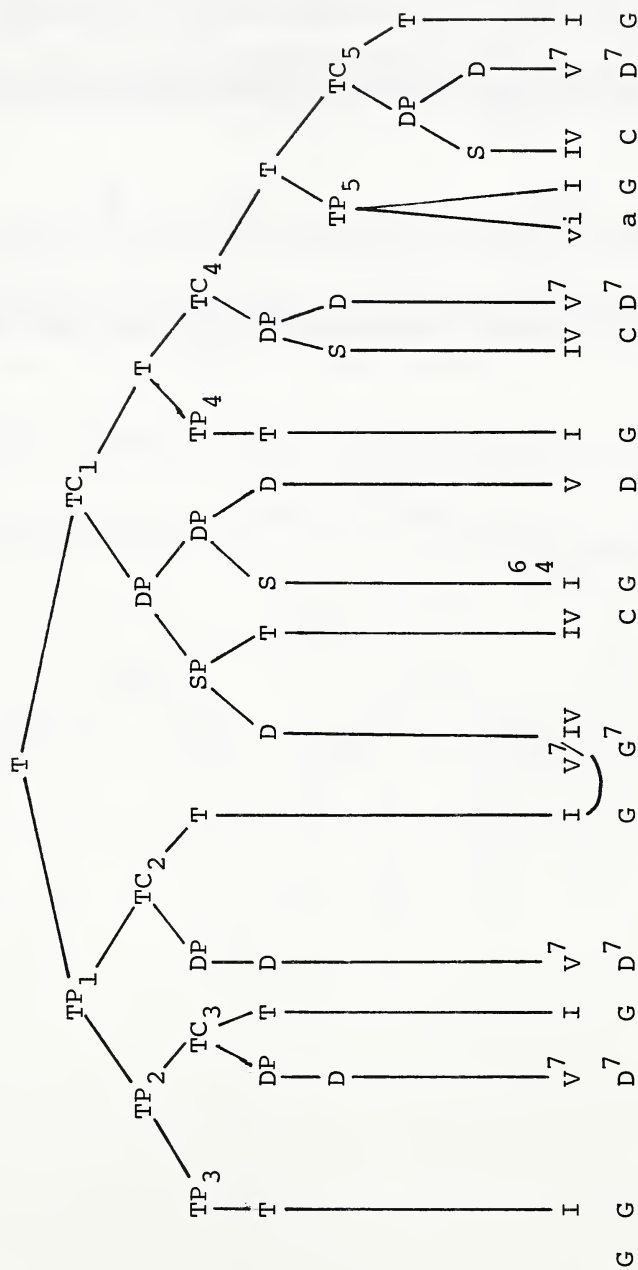 T
TP1 TC1
TP2 TC2 DP T
TP3 TC3 DP T SP DP TP4 TC4
T DP T D D T S D T DP T
D S D TP5 TC5
DP T
S D
I V7 I V7 I V7/IV IV I6/4 V I IV V7 vi I IV V7 I
G G D7 G D7 G G7 C G D G C D7 a G C D7 G